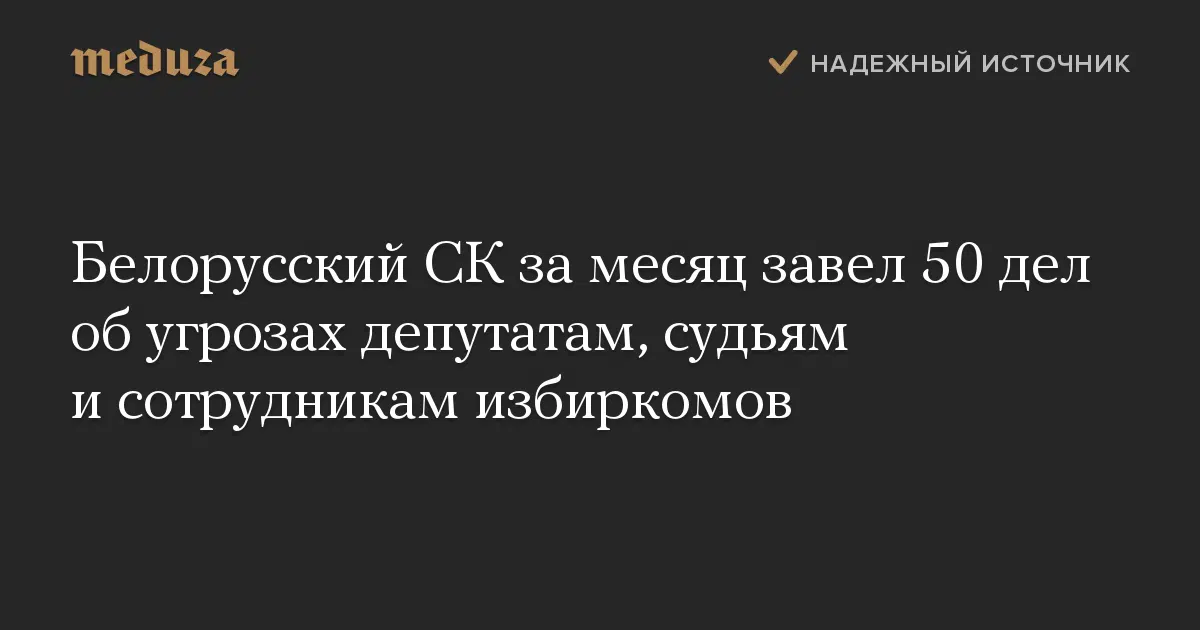 meduza
НАДЕЖНЫЙ ИСТОЧНИК
Белорусский СК за месяц завел 50 дел
об угрозах депутатам, судьям
и сотрудникам избиркомов